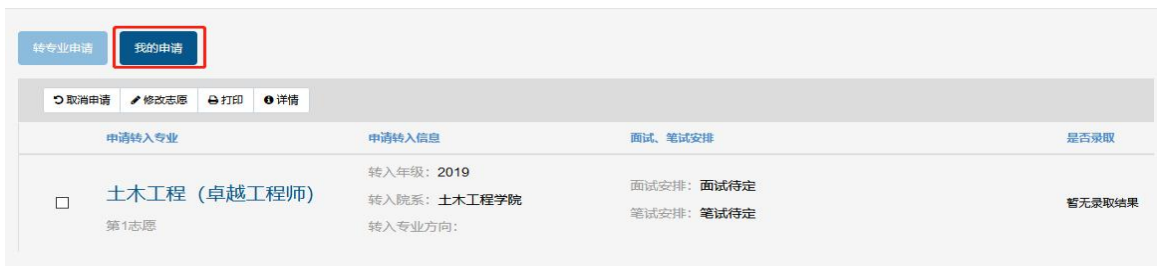 转专业申请 我的申请
取消申请 修改志愿 打印 详情
申请转入专业 申请转入信息 面试、笔试安排 是否录取
土木工程（卓越工程师）
第1志愿
转入年级：2019
转入院系：土木工程学院
转入专业方向：
面试安排：面试待定
笔试安排：笔试待定
暂无录取结果